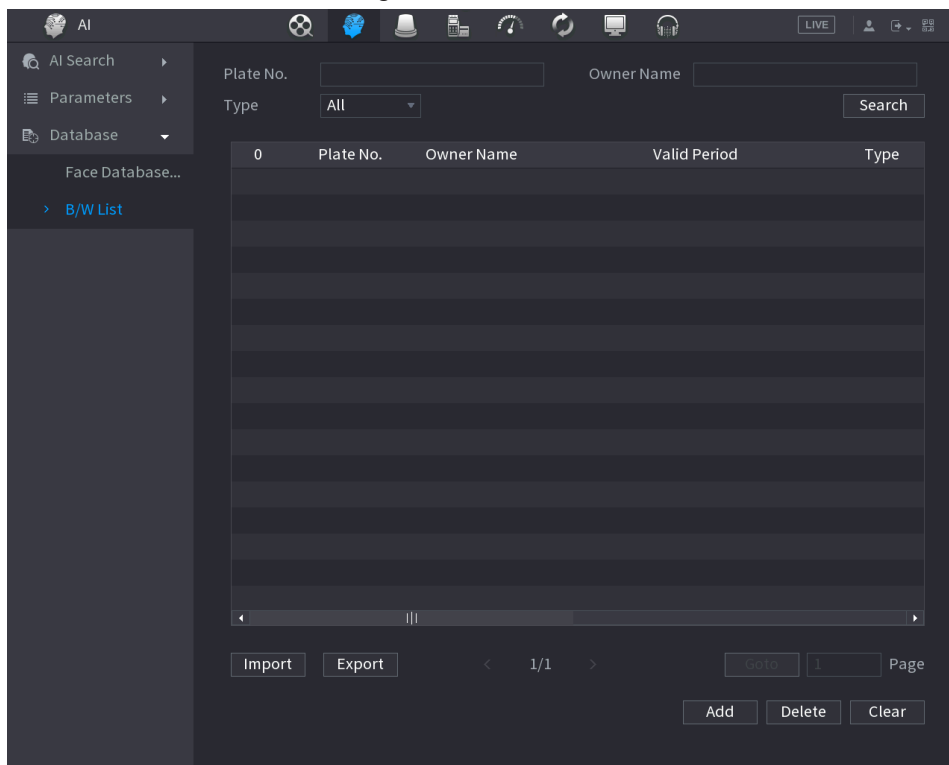 AI
LIVE
AI Search
Parameters
Database
Face Database...
B/W List
Plate No.
Owner Name
Type
All
Search
0 Plate No. Owner Name Valid Period Type
Import
Export
1/1
Goto
1
Page
Add
Delete
Clear